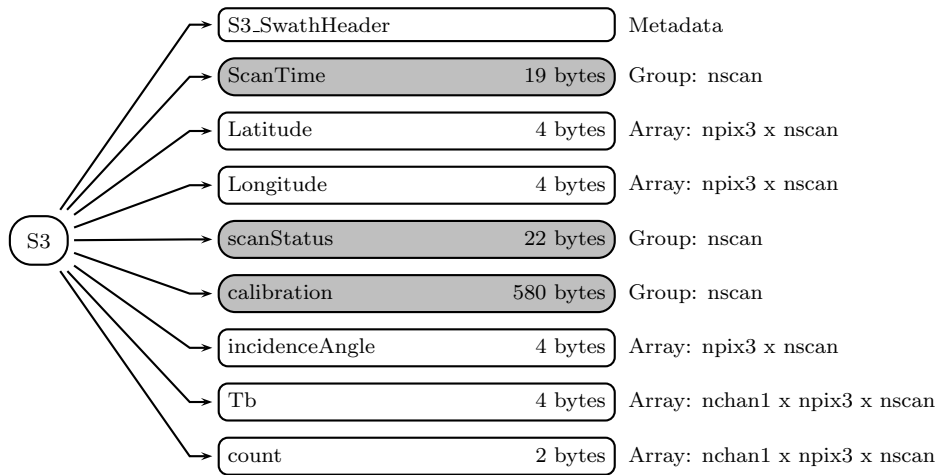 S3_SwathHeader Metadata
ScanTime 19 bytes Group: nscan
Latitude 4 bytes Array: npix3 x nscan
Longitude 4 bytes Array: npix3 x nscan
S3
scanStatus 22 bytes Group: nscan
calibration 580 bytes Group: nscan
incidenceAngle 4 bytes Array: npix3 x nscan
Tb 4 bytes Array: nchan1 x npix3 x nscan
count 2 bytes Array: nchan1 x npix3 x nscan